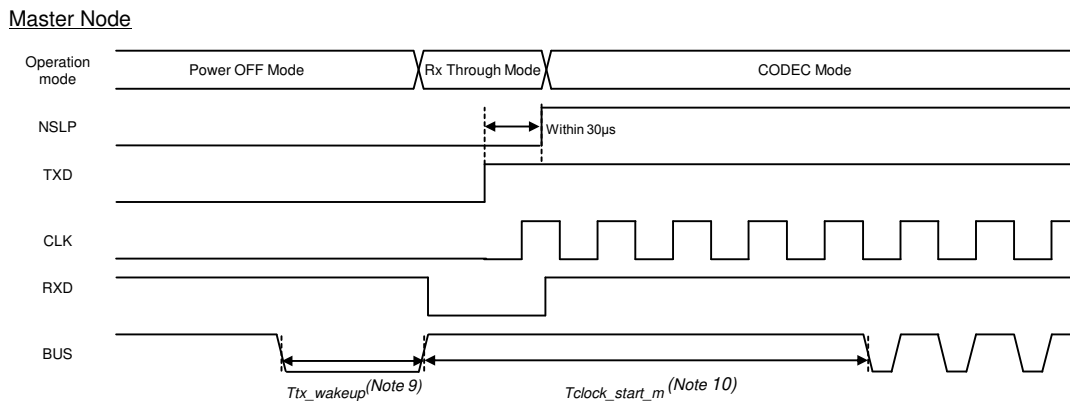 Master Node
Operation mode
Power OFF Mode
Rx Through Mode
CODEC Mode
NSLP
Within 30µs
TXD
CLK
RXD
BUS
Ttx_wakeup(Note 9)
Tclock_start_m(Note 10)